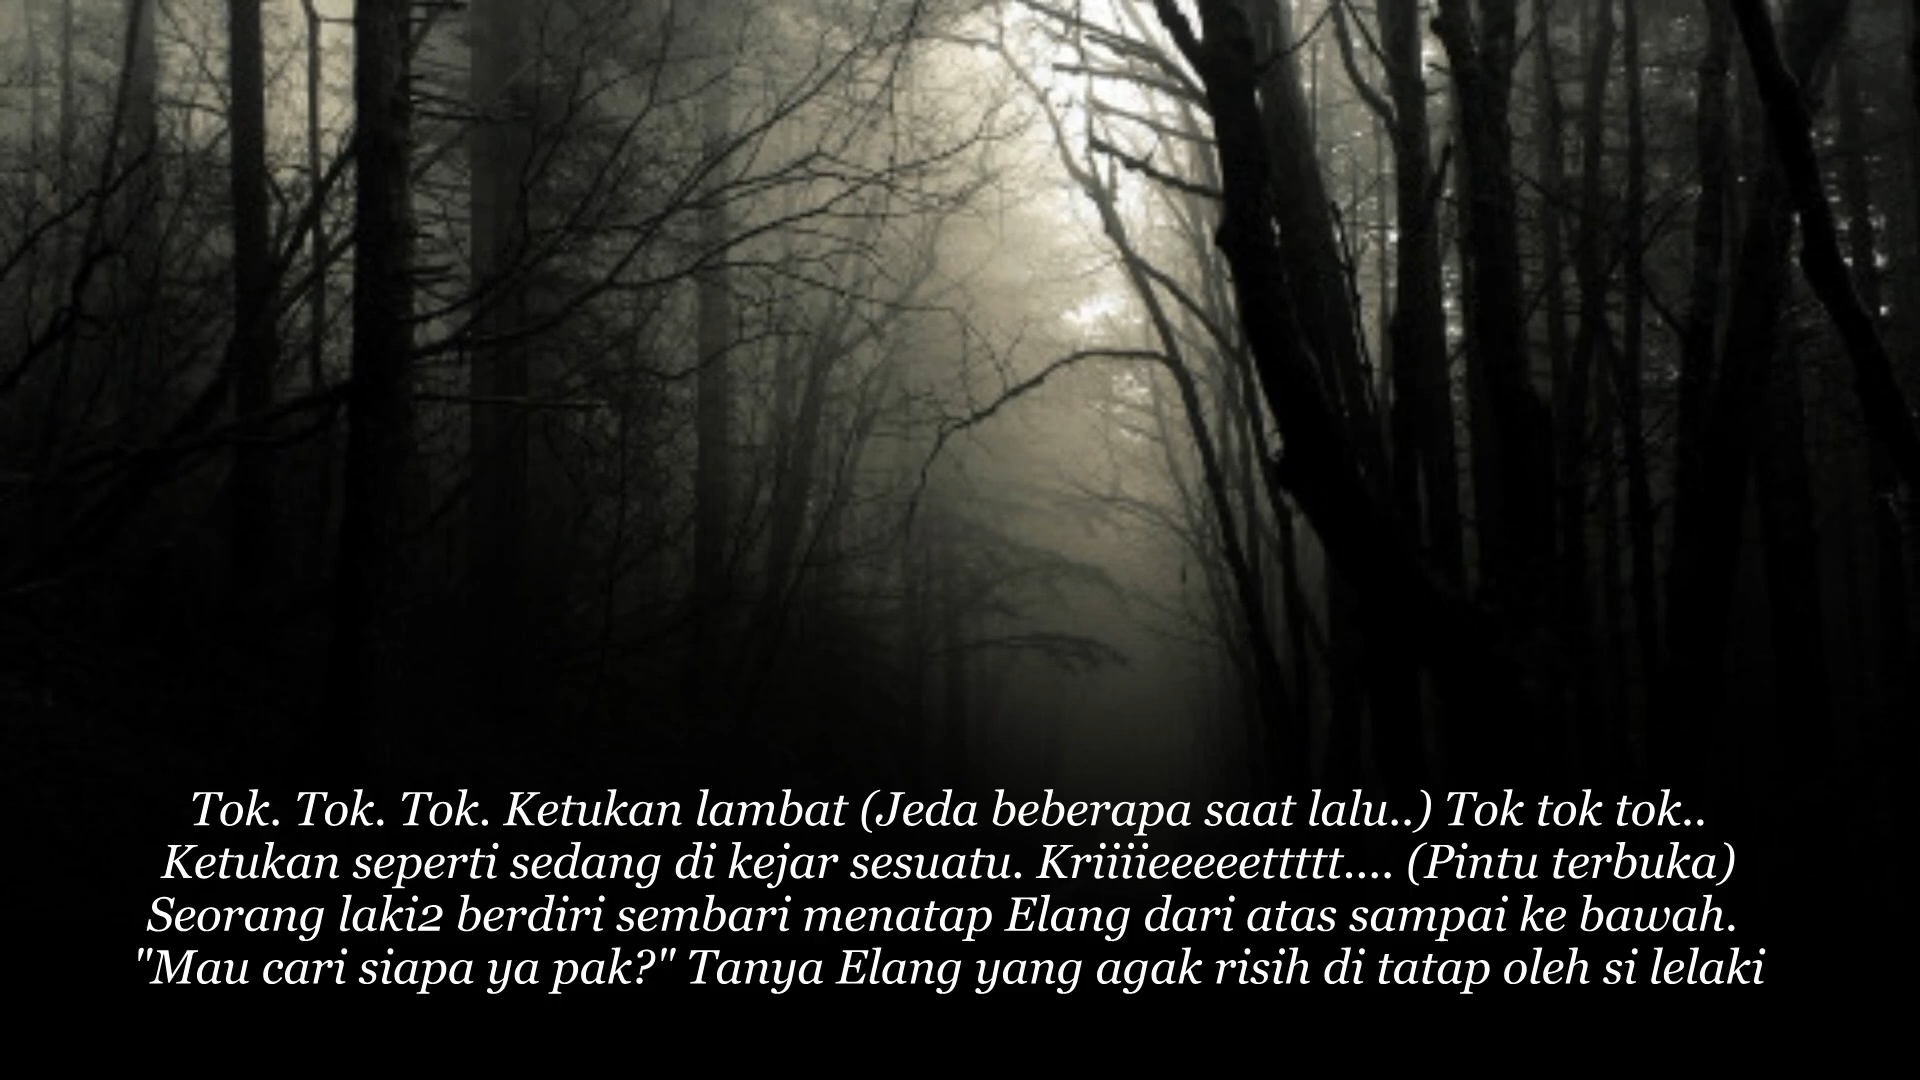 Tok. Tok. Tok. Ketukan lambat (Jeda beberapa saat lalu..) Tok tok tok..
Ketukan seperti sedang di kejar sesuatu. Kriiiieeeeettttt.... (Pintu terbuka)
Seorang laki2 berdiri sembari menatap Elang dari atas sampai ke bawah.
"Mau cari siapa ya pak?" Tanya Elang yang agak risih di tatap oleh si lelaki